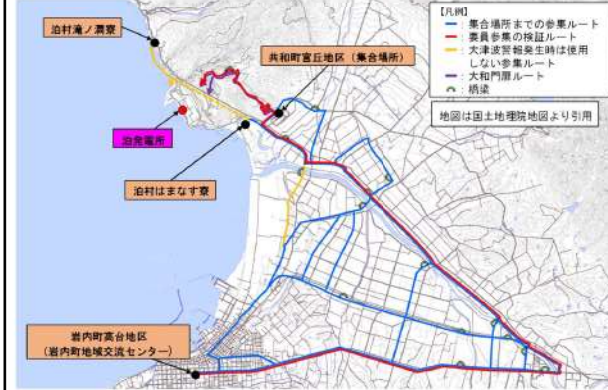 【凡例】
: 集合場所までの参集ルート
: 要員参集の検証ルート
: 大津波警報発生時は使用
しない参集ルート
: 大和門扉ルート
: 橋梁
地図は国土地理院地図より引用
泊村滝ノ澗寮
共和町宮丘地区（集合場所）
泊発電所
泊村はまなす寮
岩内町高台地区
(岩内町地域交流センター)